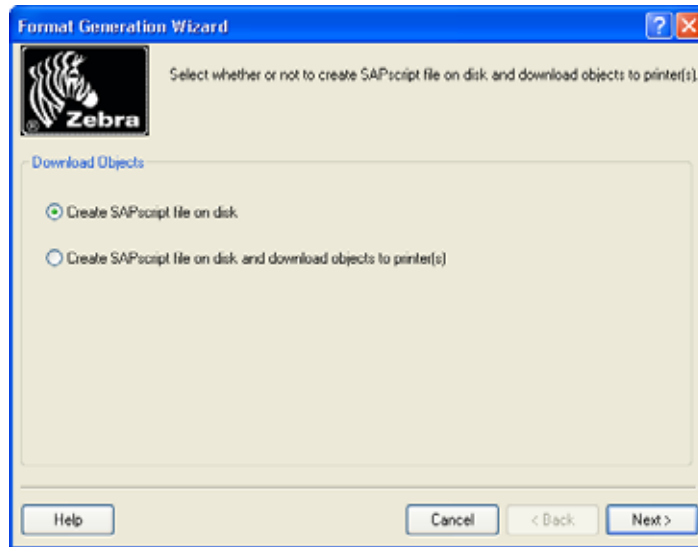 Format Generation Wizard
Select whether or not to create SAPscript file on disk and download objects to printer(s).
® Zebra
Download Objects
Create SAPscript file on disk
Create SAPscript file on disk and download objects to printer(s)
Help Cancel < Back Next >